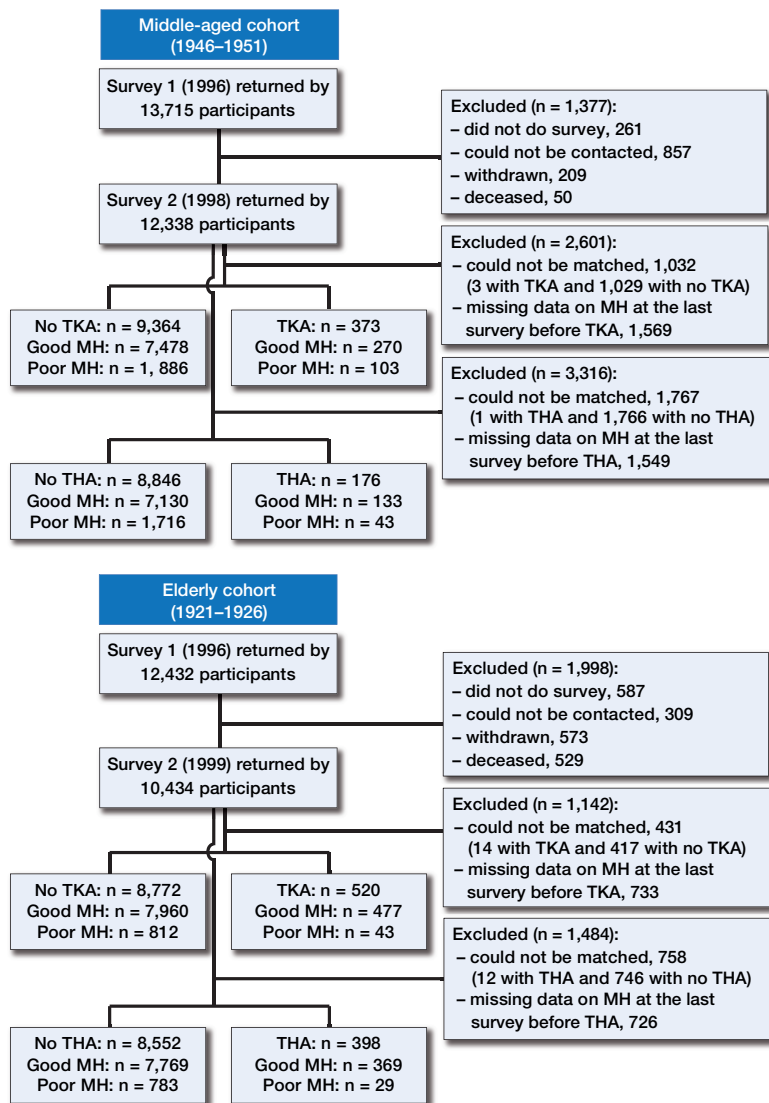 Middle-aged cohort
(1946–1951)
Survey 1 (1996) returned by
13,715 participants
Excluded (n = 1,377):
– did not do survey, 261
– could not be contacted, 857
– withdrawn, 209
– deceased, 50
Survey 2 (1998) returned by
12,338 participants
Excluded (n = 2,601):
– could not be matched, 1,032
(3 with TKA and 1,029 with no TKA)
– missing data on MH at the last
survery before TKA, 1,569
No TKA: n = 9,364
Good MH: n = 7,478
Poor MH: n = 1, 886
TKA: n = 373
Good MH: n = 270
Poor MH: n = 103
Excluded (n = 3,316):
– could not be matched, 1,767
(1 with THA and 1,766 with no THA)
– missing data on MH at the last
survey before THA, 1,549
No THA: n = 8,846
Good MH: n = 7,130
Poor MH: n = 1,716
THA: n = 176
Good MH: n = 133
Poor MH: n = 43
Elderly cohort
(1921–1926)
Survey 1 (1996) returned by
12,432 participants
Excluded (n = 1,998):
– did not do survey, 587
– could not be contacted, 309
– withdrawn, 573
– deceased, 529
Survey 2 (1999) returned by
10,434 participants
Excluded (n = 1,142):
– could not be matched, 431
(14 with TKA and 417 with no TKA)
– missing data on MH at the last
survery before TKA, 733
No TKA: n = 8,772
Good MH: n = 7,960
Poor MH: n = 812
TKA: n = 520
Good MH: n = 477
Poor MH: n = 43
Excluded (n = 1,484):
– could not be matched, 758
(12 with THA and 746 with no THA)
– missing data on MH at the last
survey before THA, 726
No THA: n = 8,552
Good MH: n = 7,769
Poor MH: n = 783
THA: n = 398
Good MH: n = 369
Poor MH: n = 29